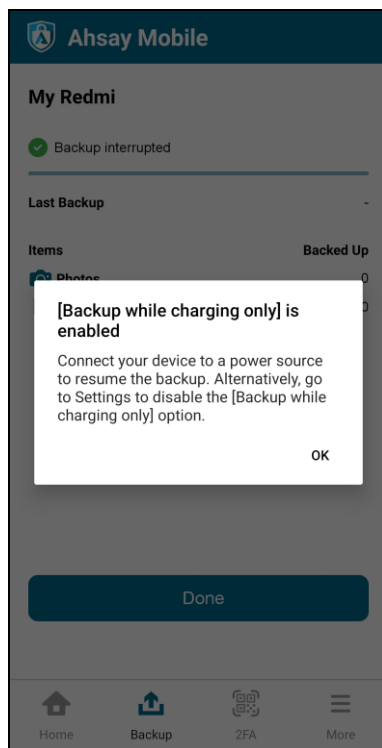 Ahsay Mobile
My Redmi
Backup interrupted
Last Backup -
Items Backed Up
Photos 0
0
[Backup while charging only] is
enabled
Connect your device to a power source
to resume the backup. Alternatively, go
to Settings to disable the [Backup while
charging only] option.
OK
Done
Home Backup 2FA More